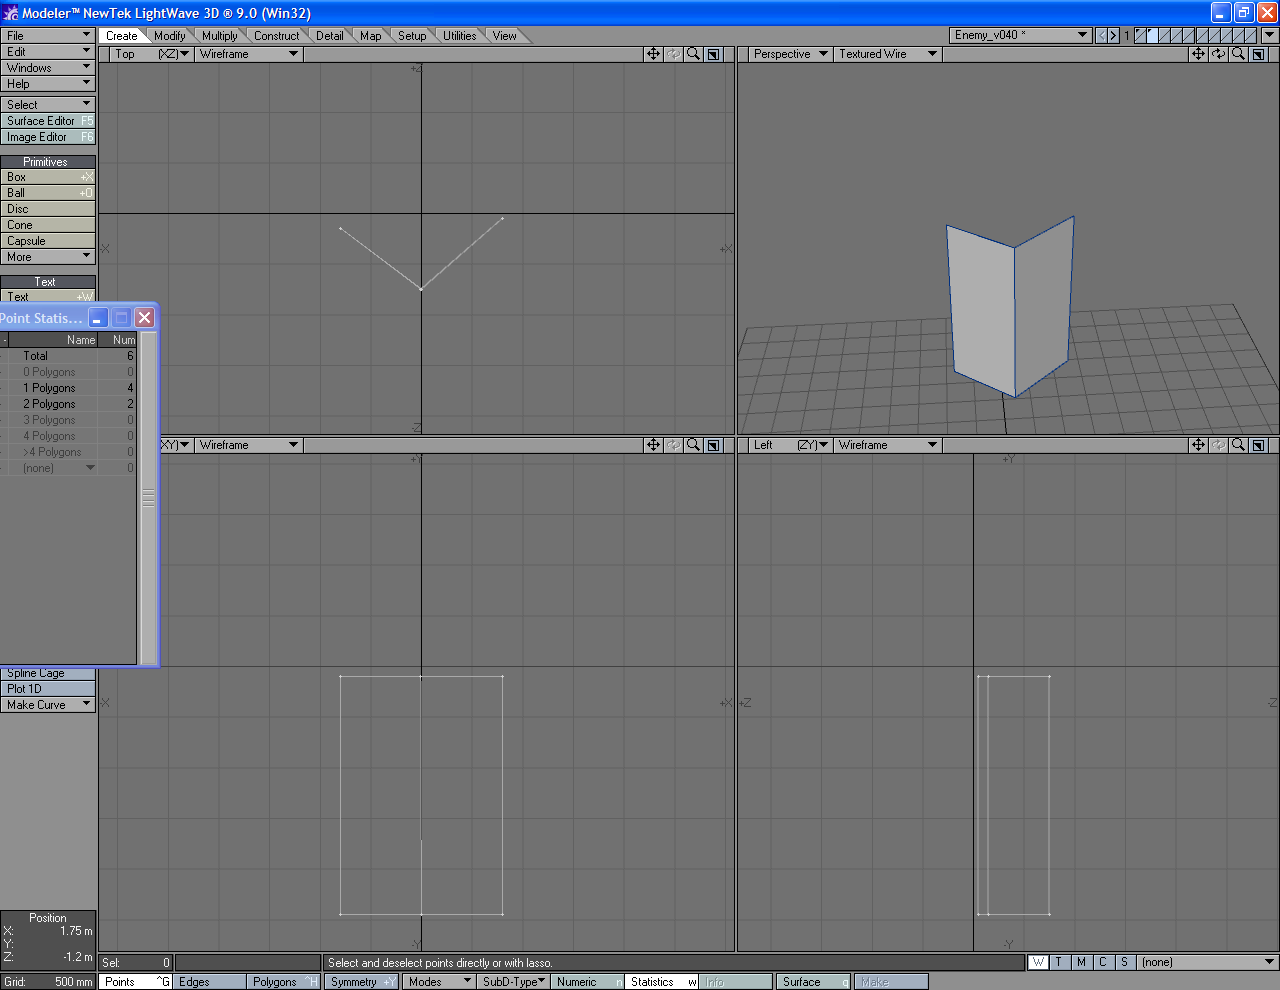 Modeler™ NewTek LightWave 3D ® 9.0 (Win32)
File
Edit
Windows
Help
Select
Surface Editor F5
Image Editor F6
Primitives
Box +X
Ball +O
Disc
Cone
Capsule
More
Text
Text +W
Create Modify Multiply Construct Detail Map Setup Utilities View
Enemy_v040 *
1
Top (XZ) Wireframe
+Z
-X
+X
-Z
Perspective Textured Wire
Point Statis...
- Name Num
Total 6
0 Polygons 0
1 Polygons 4
2 Polygons 2
3 Polygons 0
4 Polygons 0
>4 Polygons 0
(none) 0
XY) Wireframe
+Y
-X
+X
-Y
Left (ZY) Wireframe
+Y
+Z
-Z
-Y
Spline Cage
Plot 1D
Make Curve
Position
X: 1.75 m
Y:
Z: -1.2 m
Grid: 500 mm
Sel: 0
Select and deselect points directly or with lasso.
W T M C S (none)
Points ^G Edges Polygons ^H Symmetry +Y Modes SubD-Type Numeric n Statistics w Info Surface q Make